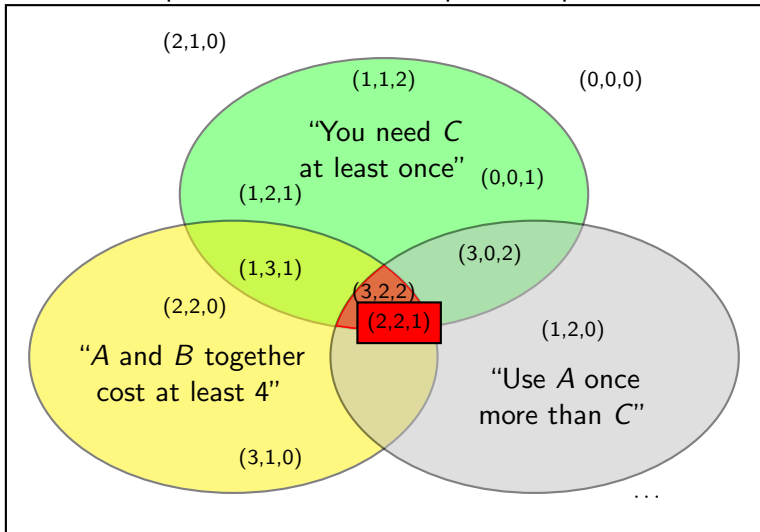 (2,1,0)
(1,1,2)
(0,0,0)
“You need C
at least once”
(0,0,1)
(1,2,1)
(3,0,2)
(1,3,1)
(3,2,2)
(2,2,0)
(2,2,1)
(1,2,0)
“A and B together
cost at least 4”
“Use A once
more than C”
(3,1,0)
...